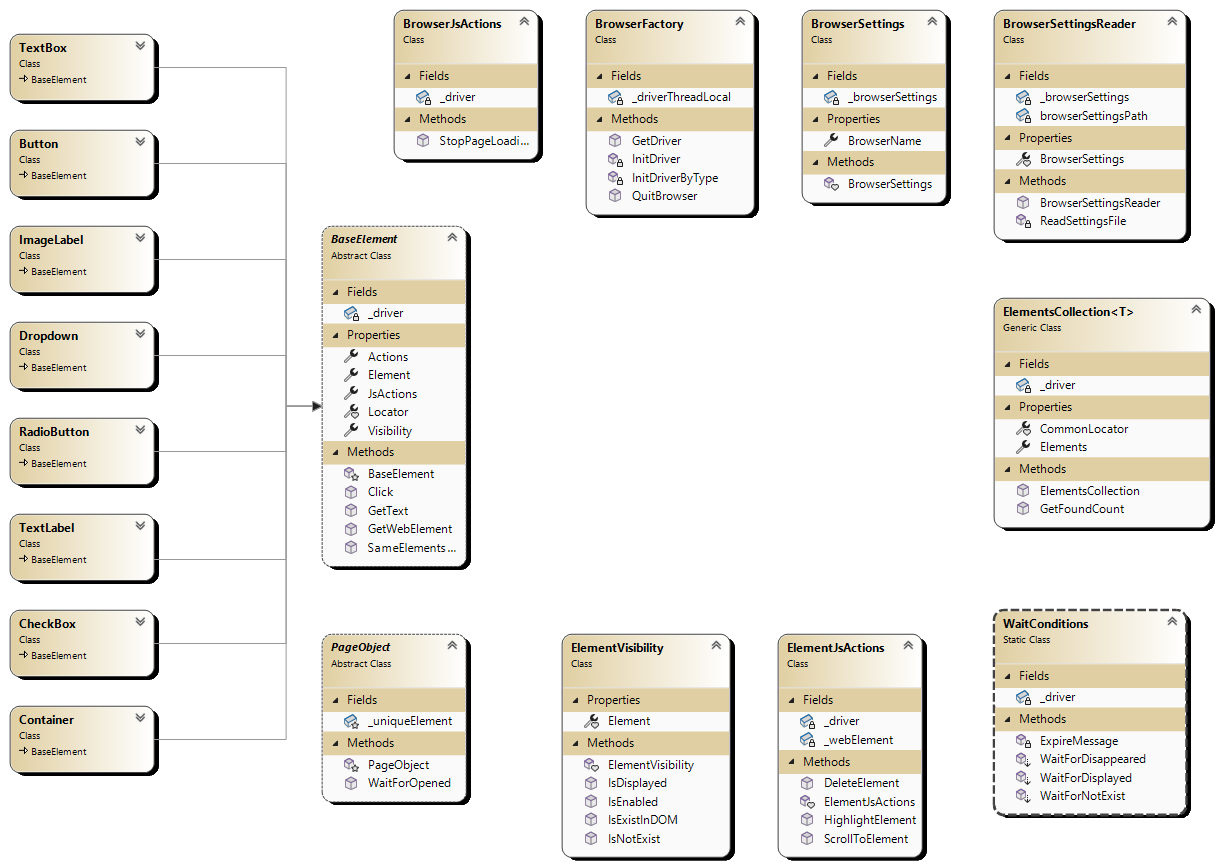 TextBox
Class
BaseElement
Button
Class
BaseElement
ImageLabel
Class
BaseElement
Dropdown
Class
BaseElement
RadioButton
Class
BaseElement
TextLabel
Class
BaseElement
CheckBox
Class
BaseElement
Container
Class
BaseElement
BrowserJsActions
Class
Fields
_driver
Methods
StopPageLoadi...
BrowserFactory
Class
Fields
_driverThreadLocal
Methods
GetDriver
InitDriver
InitDriverByType
QuitBrowser
BrowserSettings
Class
Fields
_browserSettings
Properties
BrowserName
Methods
BrowserSettings
BrowserSettingsReader
Class
Fields
_browserSettings
browserSettingsPath
Properties
BrowserSettings
Methods
BrowserSettingsReader
ReadSettingsFile
BaseElement
Abstract Class
Fields
_driver
Properties
Actions
Element
JsActions
Locator
Visibility
Methods
BaseElement
Click
GetText
GetWebElement
SameElements...
ElementsCollection<T>
Generic Class
Fields
_driver
Properties
CommonLocator
Elements
Methods
ElementsCollection
GetFoundCount
PageObject
Abstract Class
Fields
_uniqueElement
Methods
PageObject
WaitForOpened
ElementVisibility
Class
Properties
Element
Methods
ElementVisibility
IsDisplayed
IsEnabled
IsExistInDOM
IsNotExist
ElementJsActions
Class
Fields
_driver
_webElement
Methods
DeleteElement
ElementJsActions
HighlightElement
ScrollToElement
WaitConditions
Static Class
Fields
_driver
Methods
ExpireMessage
WaitForDisappeared
WaitForDisplayed
WaitForNotExist